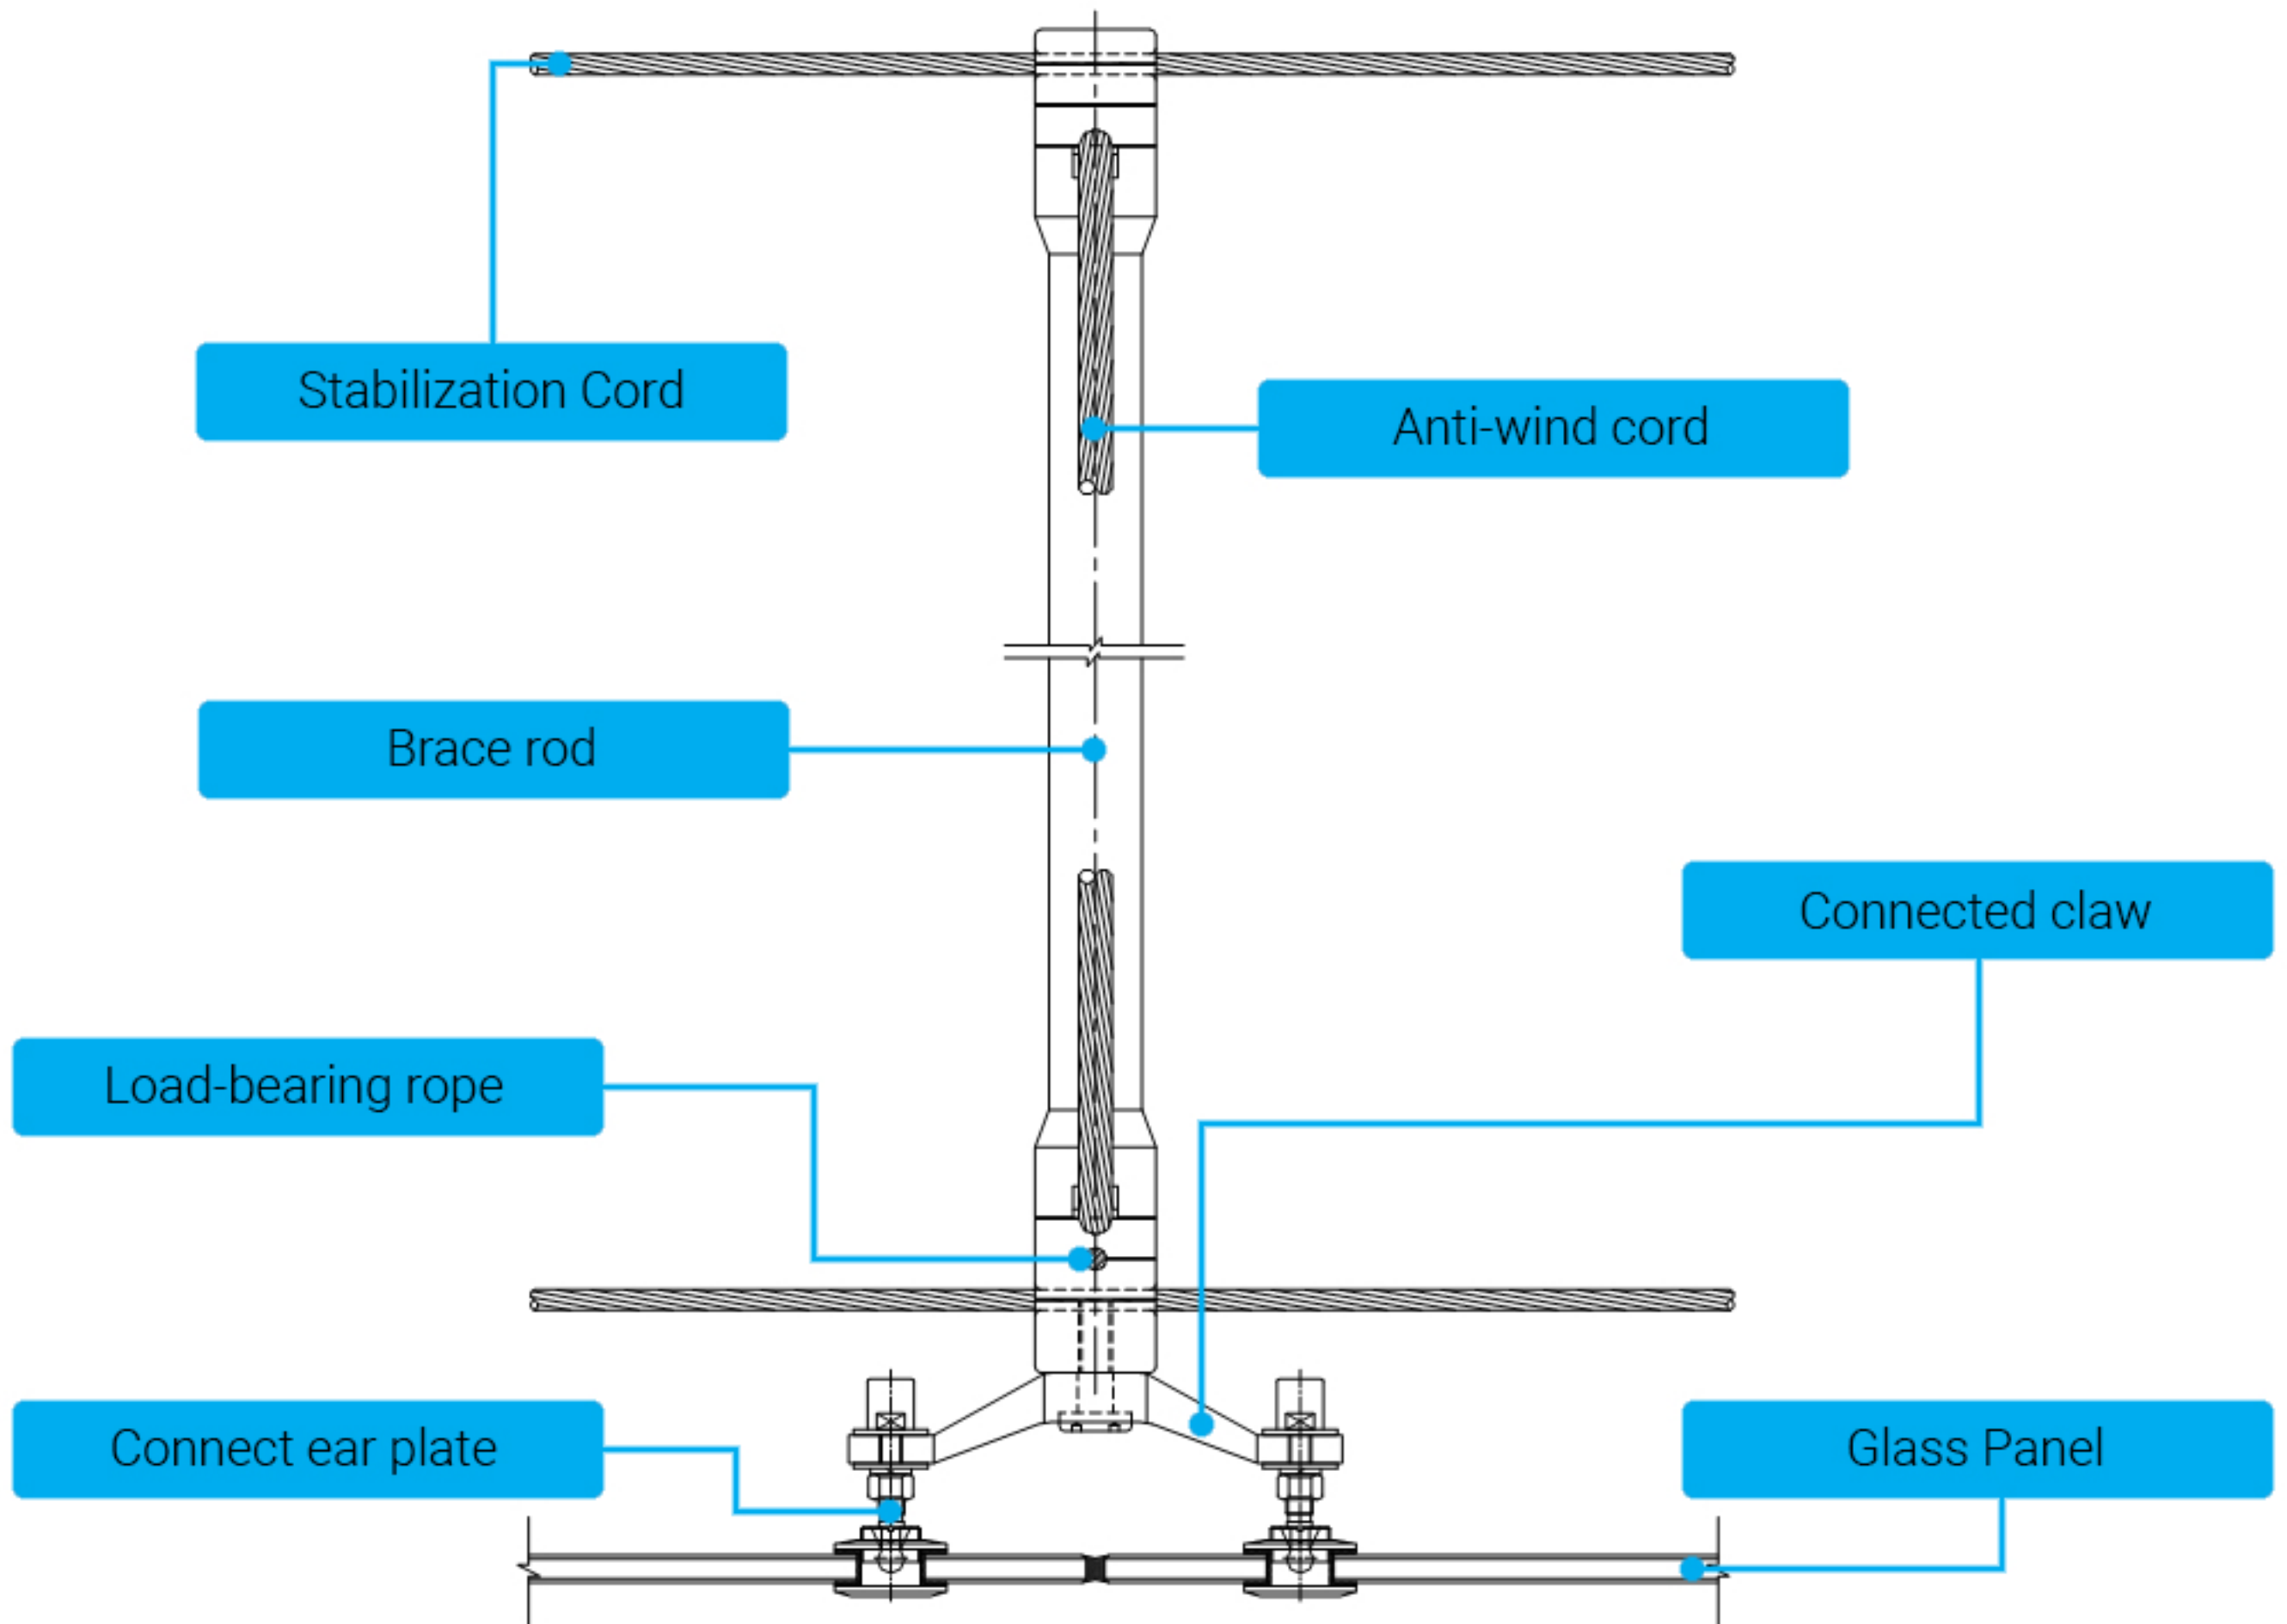 Stabilization Cord
Anti-wind cord
Brace rod
Connected claw
Load-bearing rope
Connect ear plate
Glass Panel